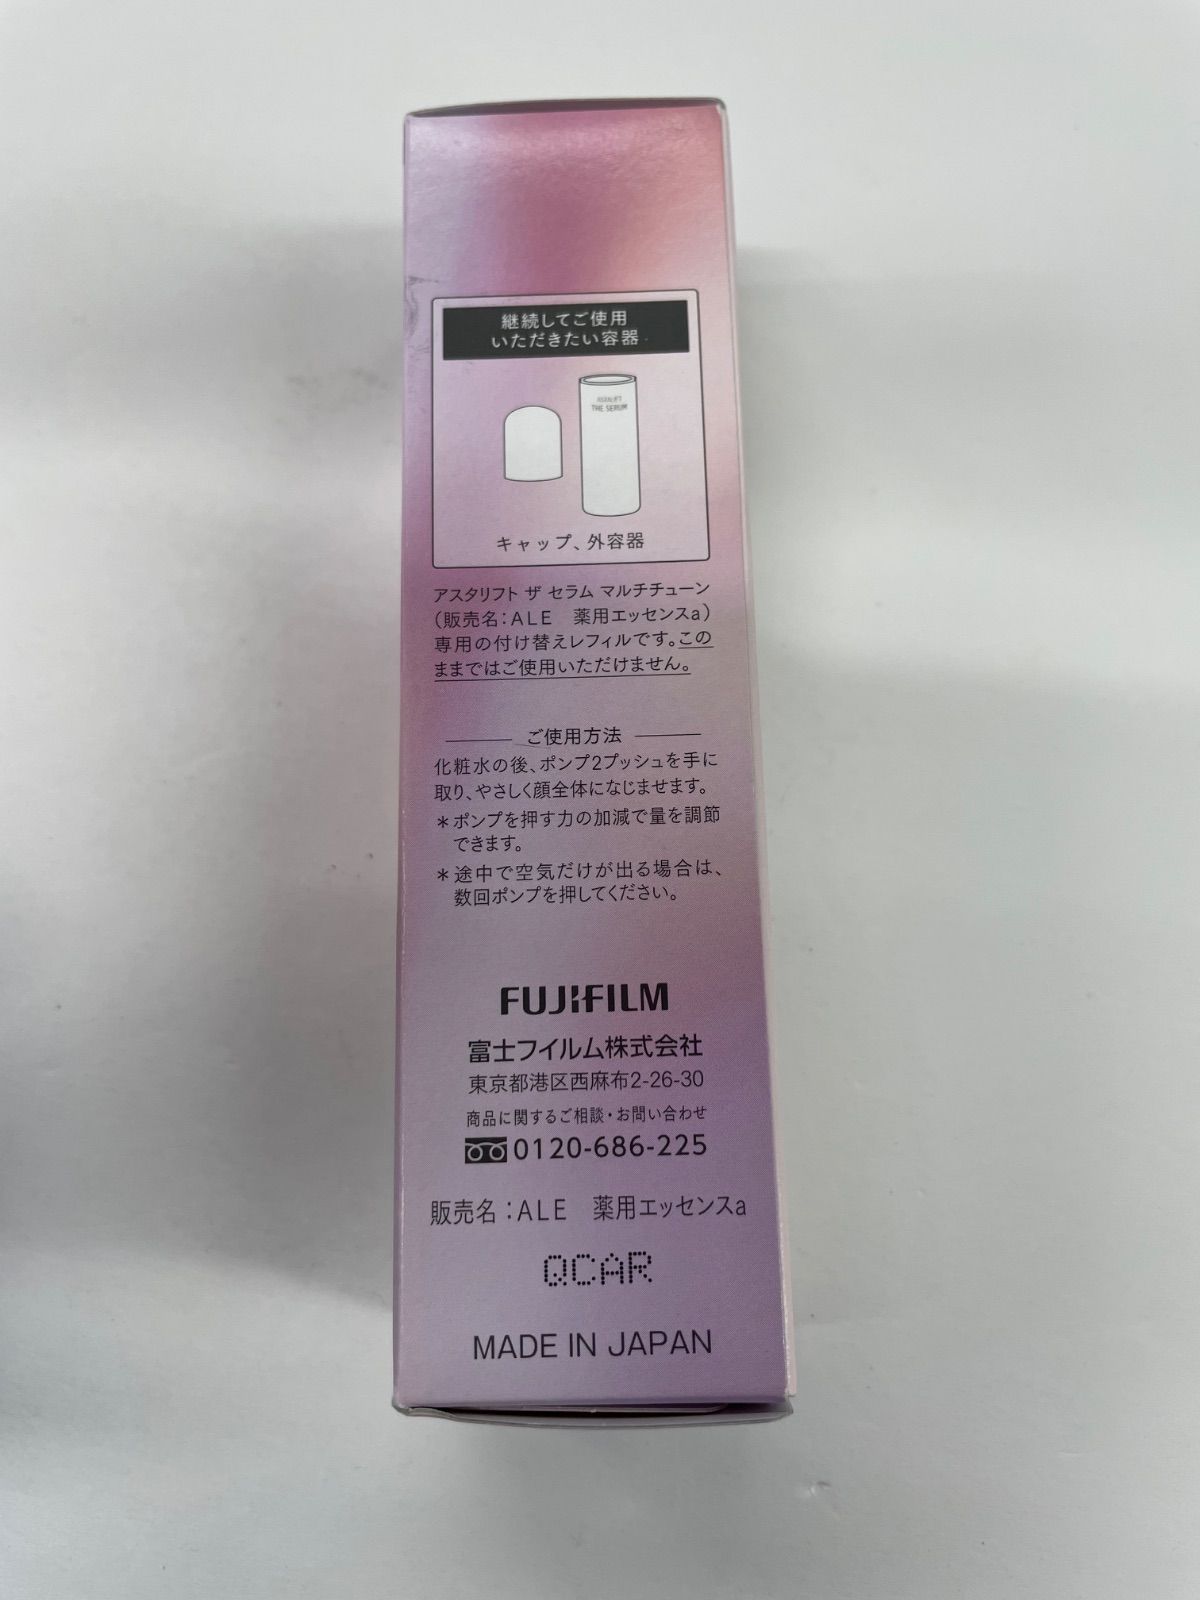 継続してご使用
いただきたい容器
ASTALIFT
THE SERUM
キャップ、外容器
アスタリフト ザ セラム マルチチューン
（販売名：ALE　薬用エッセンスa）
専用の付け替えレフィルです。この
ままではご使用いただけません。
ご使用方法
化粧水の後、ポンプ2プッシュを手に
取り、やさしく顔全体になじませます。
＊ポンプを押す力の加減で量を調節
できます。
＊途中で空気だけが出る場合は、
数回ポンプを押してください。
FUJIFILM
富士フイルム株式会社
東京都港区西麻布2-26-30
商品に関するご相談・お問い合わせ
0120-686-225
販売名：ALE　薬用エッセンスa
QCAR
MADE IN JAPAN